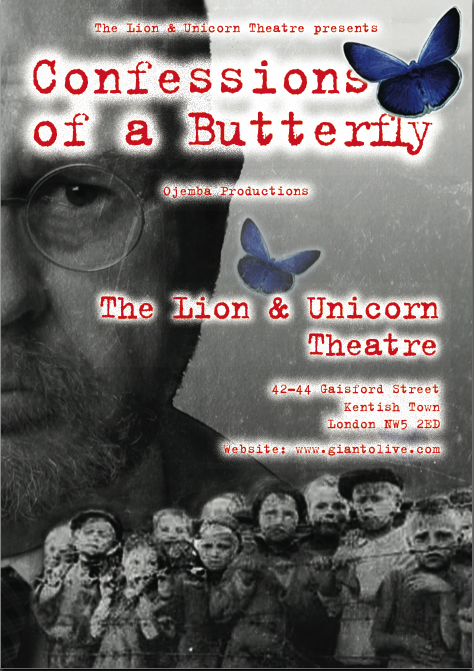 The Lion & Unicorn Theatre presents
Confessions
of a Butterfly
Ojemba Productions
The Lion & Unicorn
Theatre
42-44 Gaisford Street
Kentish Town
London NW5 2ED
Website: www.giantolive.com